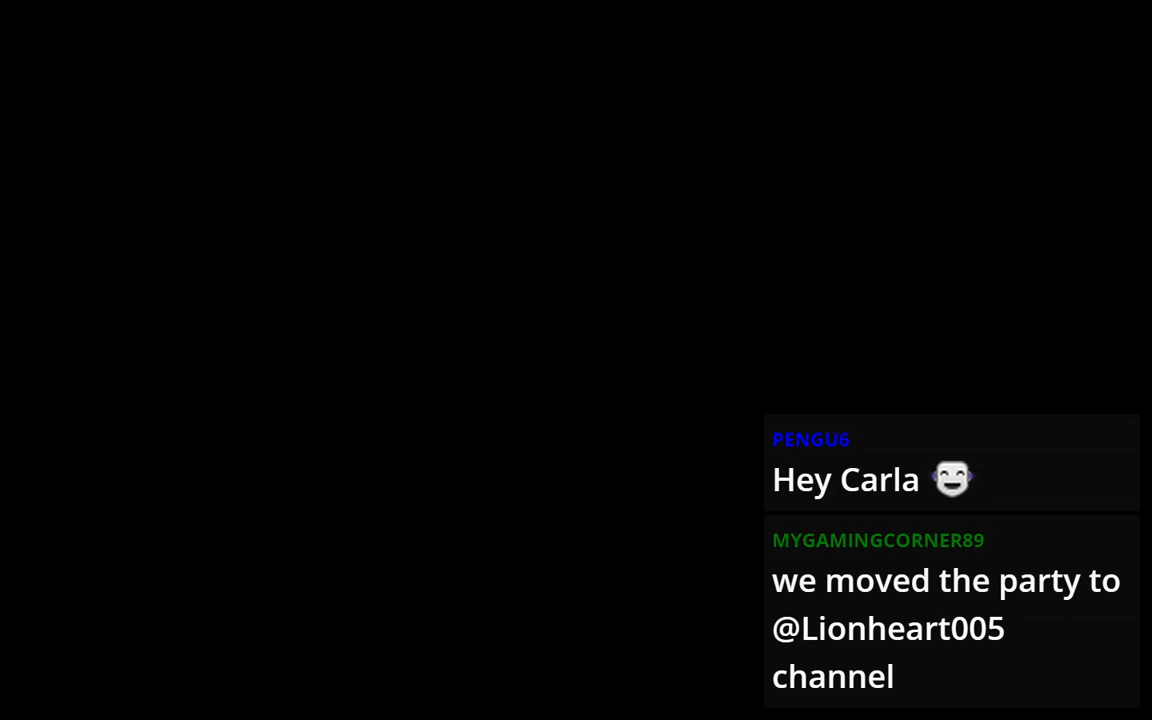 PENGU6
Hey Carla
MYGAMINGCORNER89
we moved the party to
@Lionheart005
channel